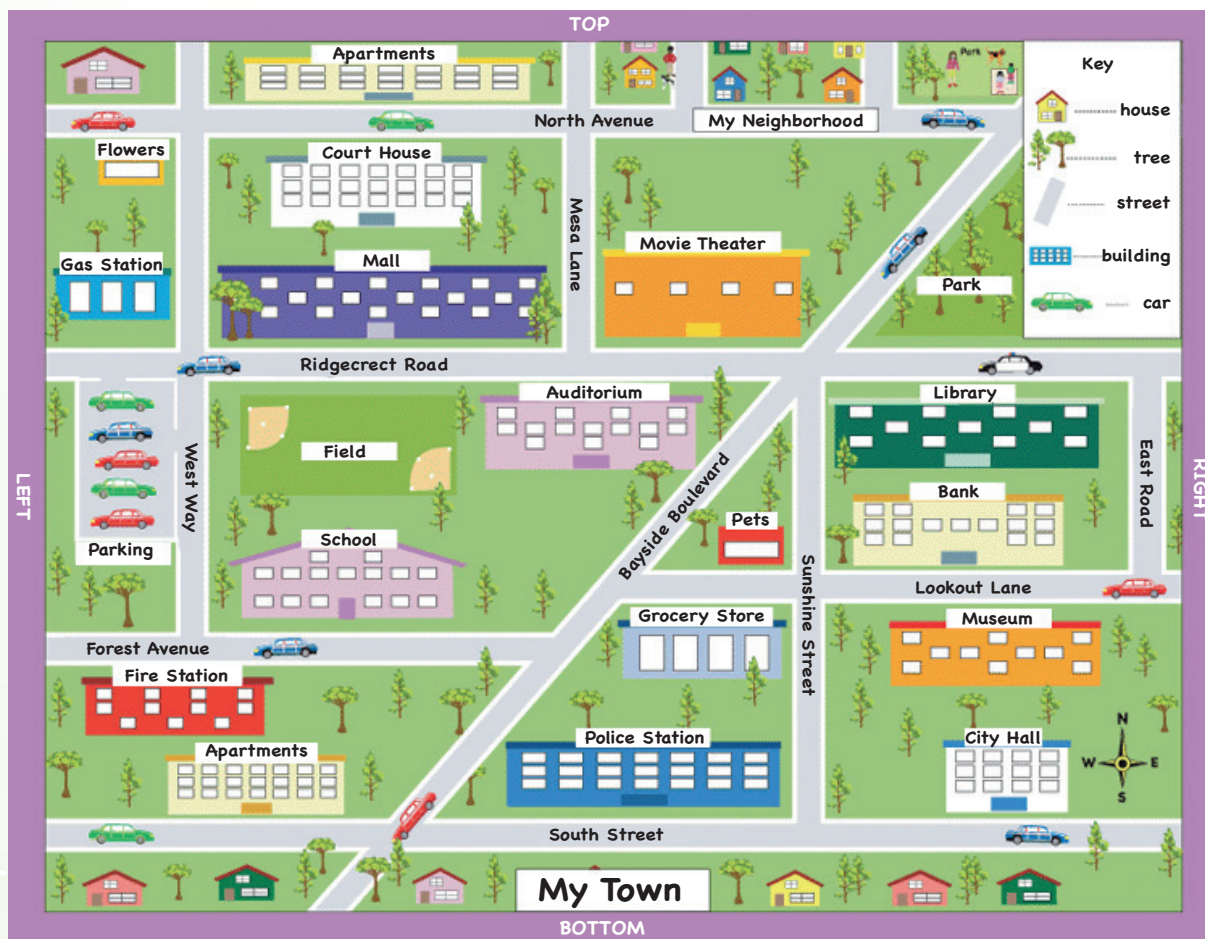 TOP
Apartments
Park
Key
house
North Avenue
My Neighborhood
Flowers
Court House
tree
street
Mesa Lane
Movie Theater
Gas Station
Mall
building
Park
car
Ridgecrect Road
Auditorium
Library
LEFT
RIGHT
Field
West Way
Bayside Boulevard
East Road
Bank
Pets
School
Parking
Sunshine Street
Lookout Lane
Grocery Store
Museum
Forest Avenue
Fire Station
Police Station
City Hall
N
W
E
S
Apartments
South Street
My Town
BOTTOM